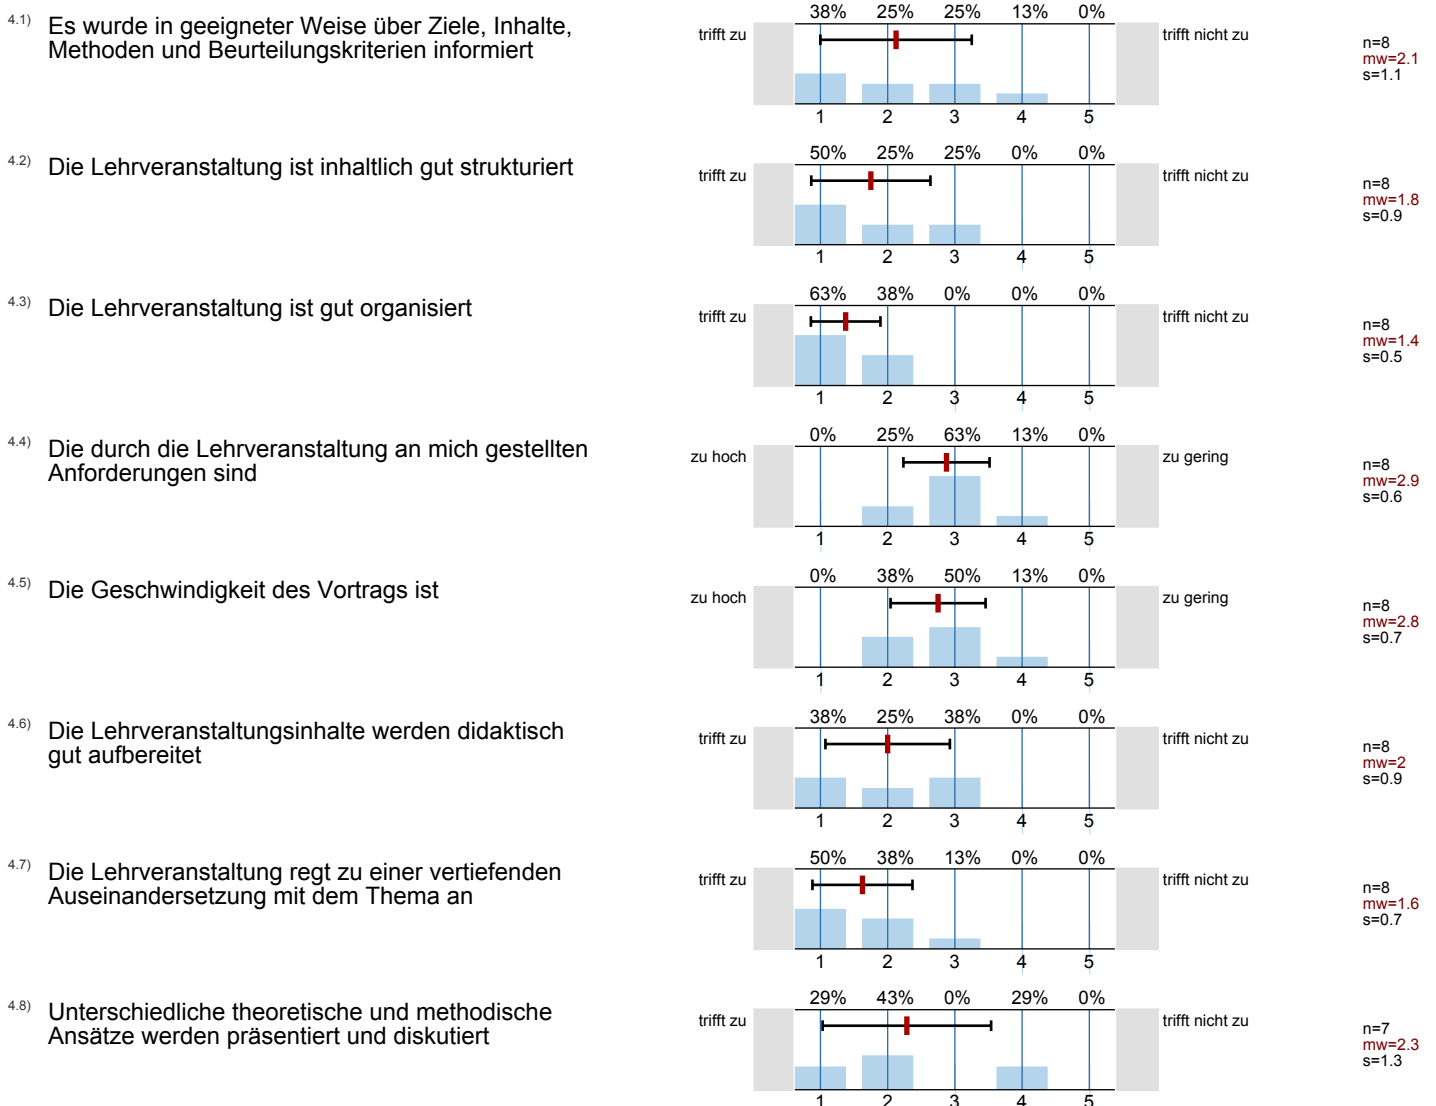 4.1) Es wurde in geeigneter Weise über Ziele, Inhalte,
Methoden und Beurteilungskriterien informiert
38% 25% 25% 13% 0%
trifft zu trifft nicht zu
n=8
mw=2.1
s=1.1
1 2 3 4 5
4.2) Die Lehrveranstaltung ist inhaltlich gut strukturiert
50% 25% 25% 0% 0%
trifft zu trifft nicht zu
n=8
mw=1.8
s=0.9
1 2 3 4 5
4.3) Die Lehrveranstaltung ist gut organisiert
63% 38% 0% 0% 0%
trifft zu trifft nicht zu
n=8
mw=1.4
s=0.5
1 2 3 4 5
4.4) Die durch die Lehrveranstaltung an mich gestellten
Anforderungen sind
0% 25% 63% 13% 0%
zu hoch zu gering
n=8
mw=2.9
s=0.6
1 2 3 4 5
4.5) Die Geschwindigkeit des Vortrags ist
0% 38% 50% 13% 0%
zu hoch zu gering
n=8
mw=2.8
s=0.7
1 2 3 4 5
4.6) Die Lehrveranstaltungsinhalte werden didaktisch
gut aufbereitet
38% 25% 38% 0% 0%
trifft zu trifft nicht zu
n=8
mw=2
s=0.9
1 2 3 4 5
4.7) Die Lehrveranstaltung regt zu einer vertiefenden
Auseinandersetzung mit dem Thema an
50% 38% 13% 0% 0%
trifft zu trifft nicht zu
n=8
mw=1.6
s=0.7
1 2 3 4 5
4.8) Unterschiedliche theoretische und methodische
Ansätze werden präsentiert und diskutiert
29% 43% 0% 29% 0%
trifft zu trifft nicht zu
n=7
mw=2.3
s=1.3
1 2 3 4 5